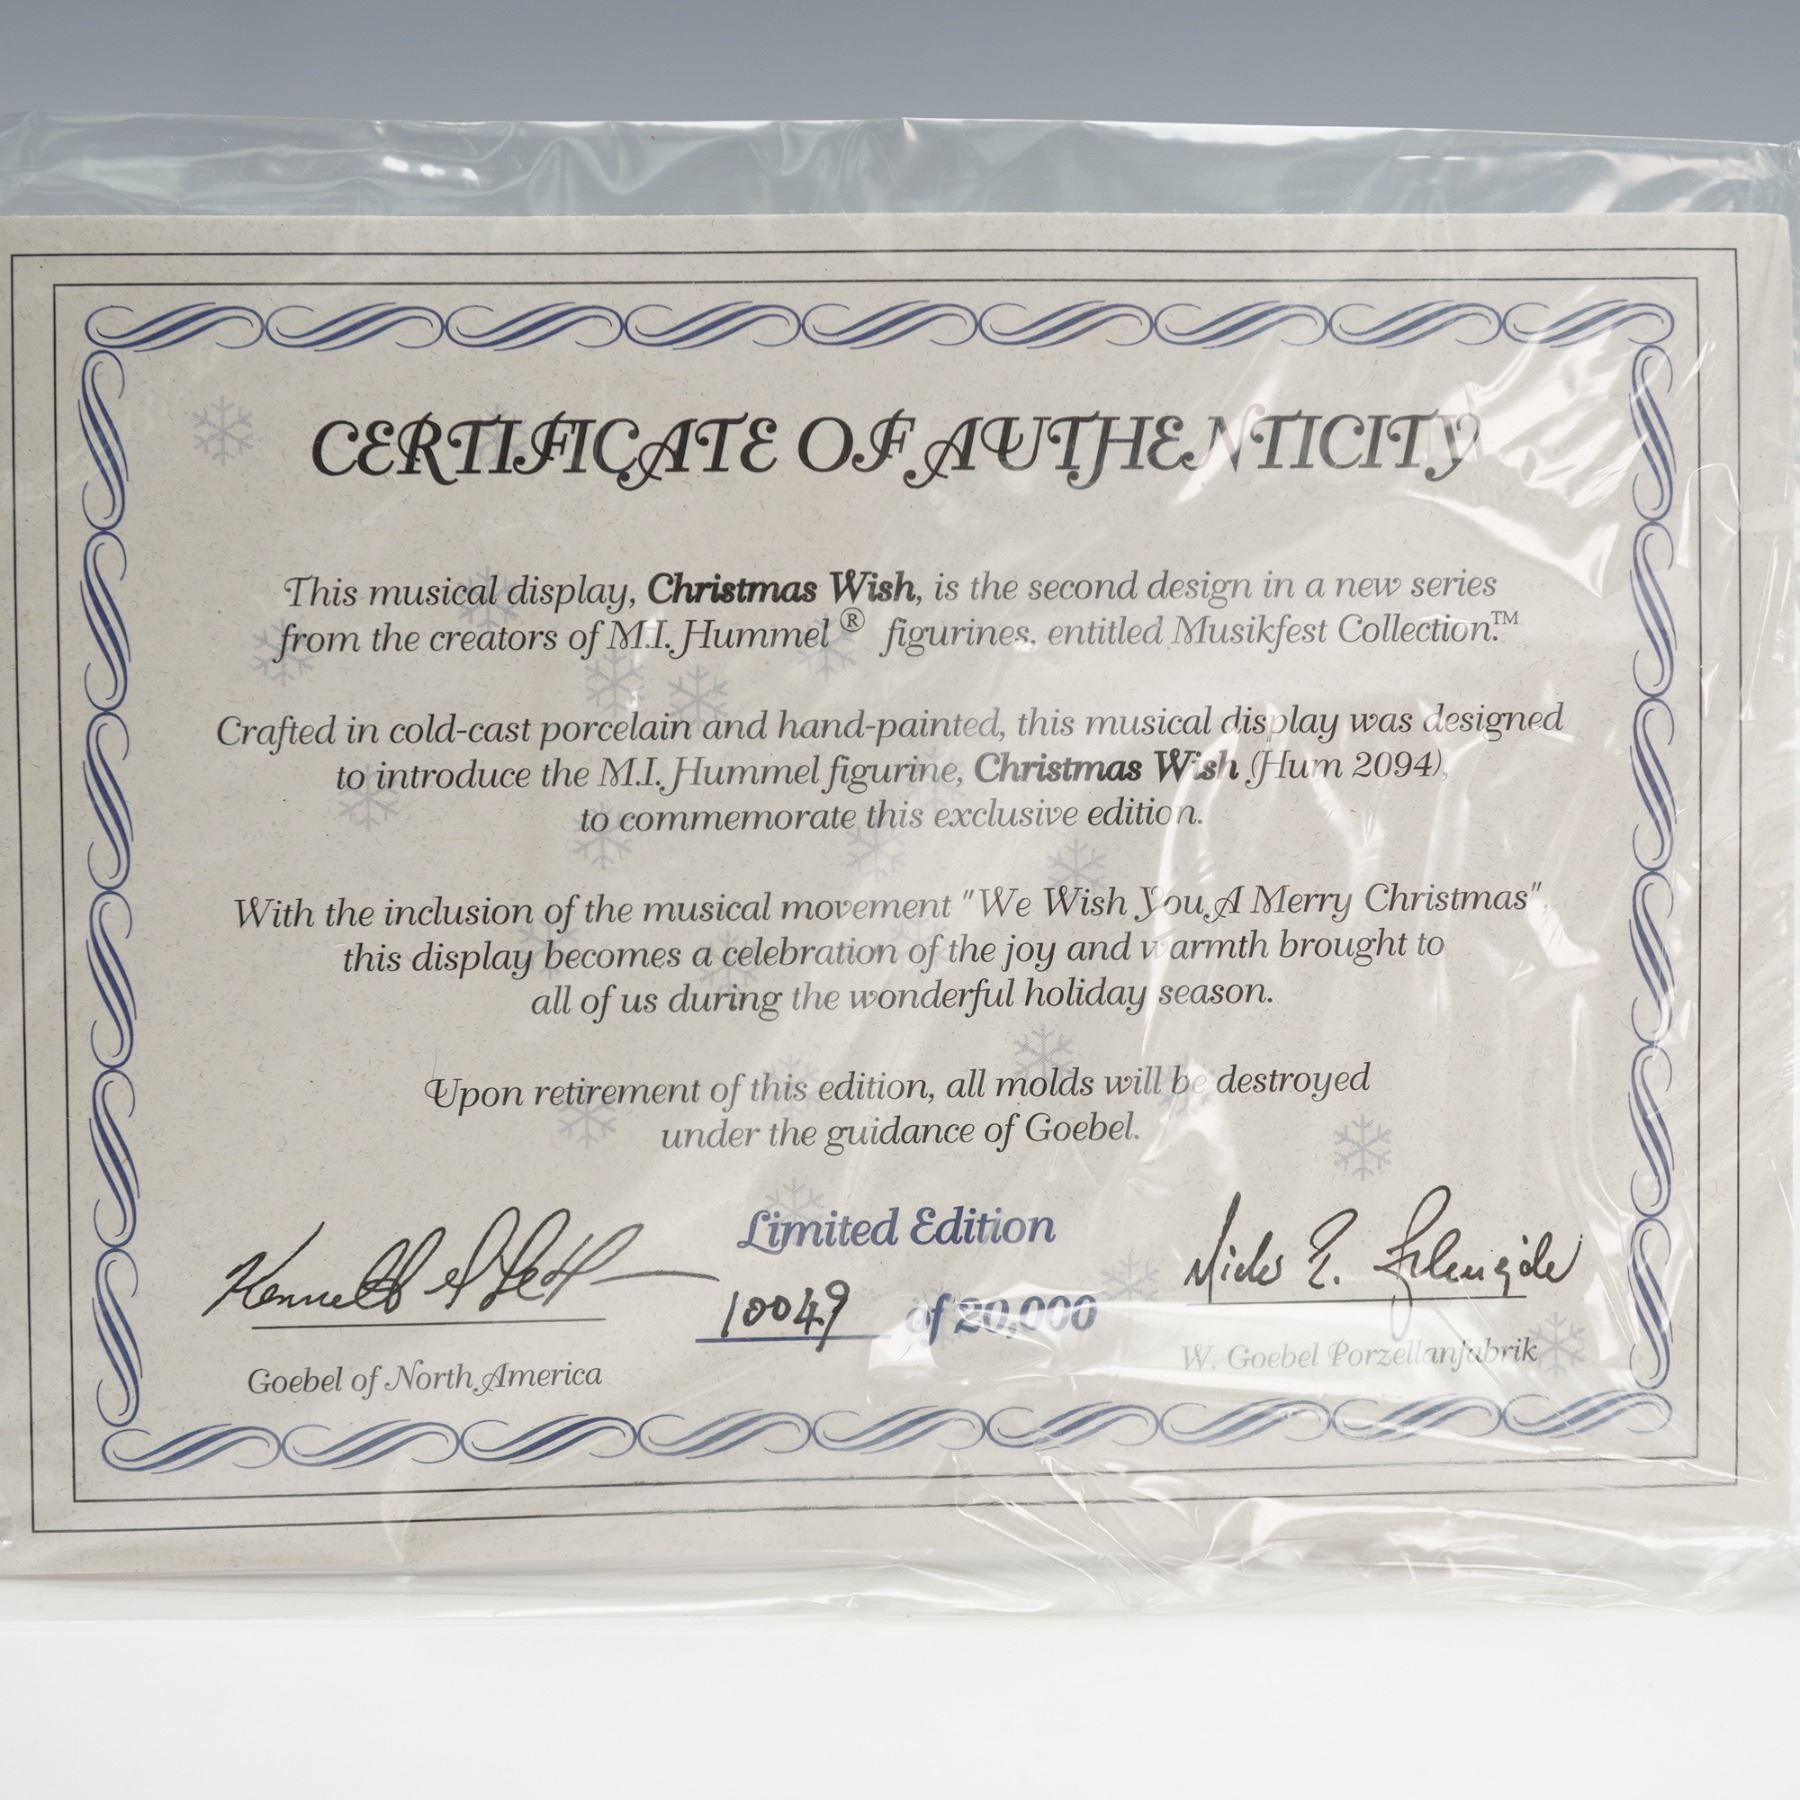 CERTIFICATE OF AUTHENTICITY
This musical display, Christmas Wish, is the second design in a new series
from the creators of M.I. Hummel® figurines, entitled Musikfest Collection.™
Crafted in cold-cast porcelain and hand-painted, this musical display was designed
to introduce the M.I. Hummel figurine, Christmas Wish (Hum 2094),
to commemorate this exclusive edition.
With the inclusion of the musical movement "We Wish You A Merry Christmas",
this display becomes a celebration of the joy and warmth brought to
all of us during the wonderful holiday season.
Upon retirement of this edition, all molds will be destroyed
under the guidance of Goebel.
Limited Edition
10049 of 20,000
Kenneth
Goebel of North America
W. Goebel Porzellanfabrik